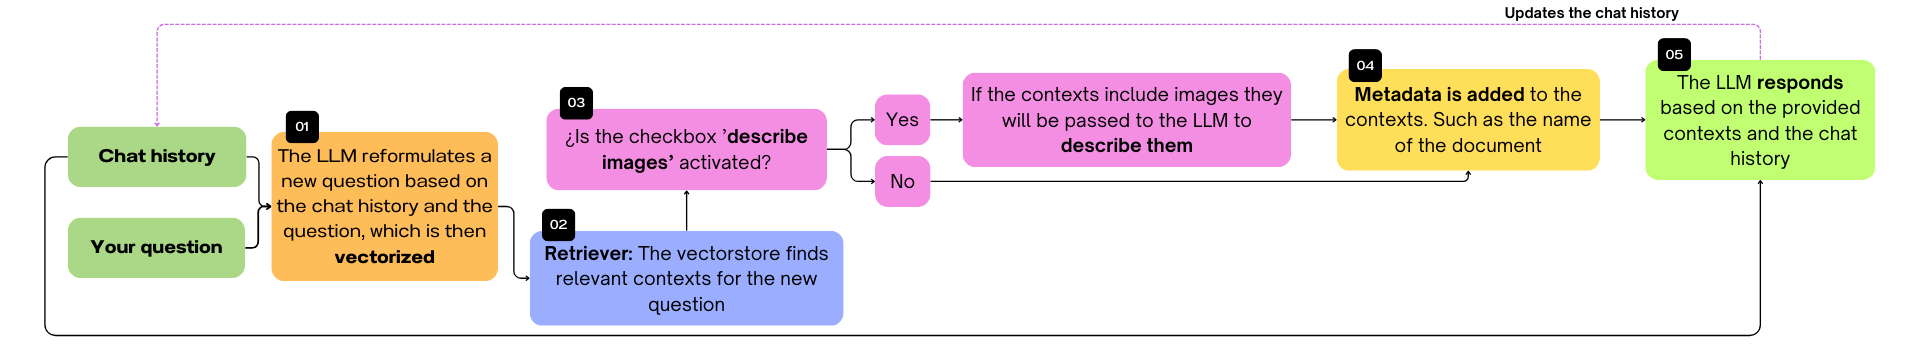 Updates the chat history
Chat history
Your question
01
The LLM reformulates a
new question based on
the chat history and the
question, which is then
vectorized
02
Retriever: The vectorstore finds
relevant contexts for the new
question
03
¿Is the checkbox ’describe
images’ activated?
Yes
No
If the contexts include images they
will be passed to the LLM to
describe them
04
Metadata is added to the
contexts. Such as the name
of the document
05
The LLM responds
based on the provided
contexts and the chat
history